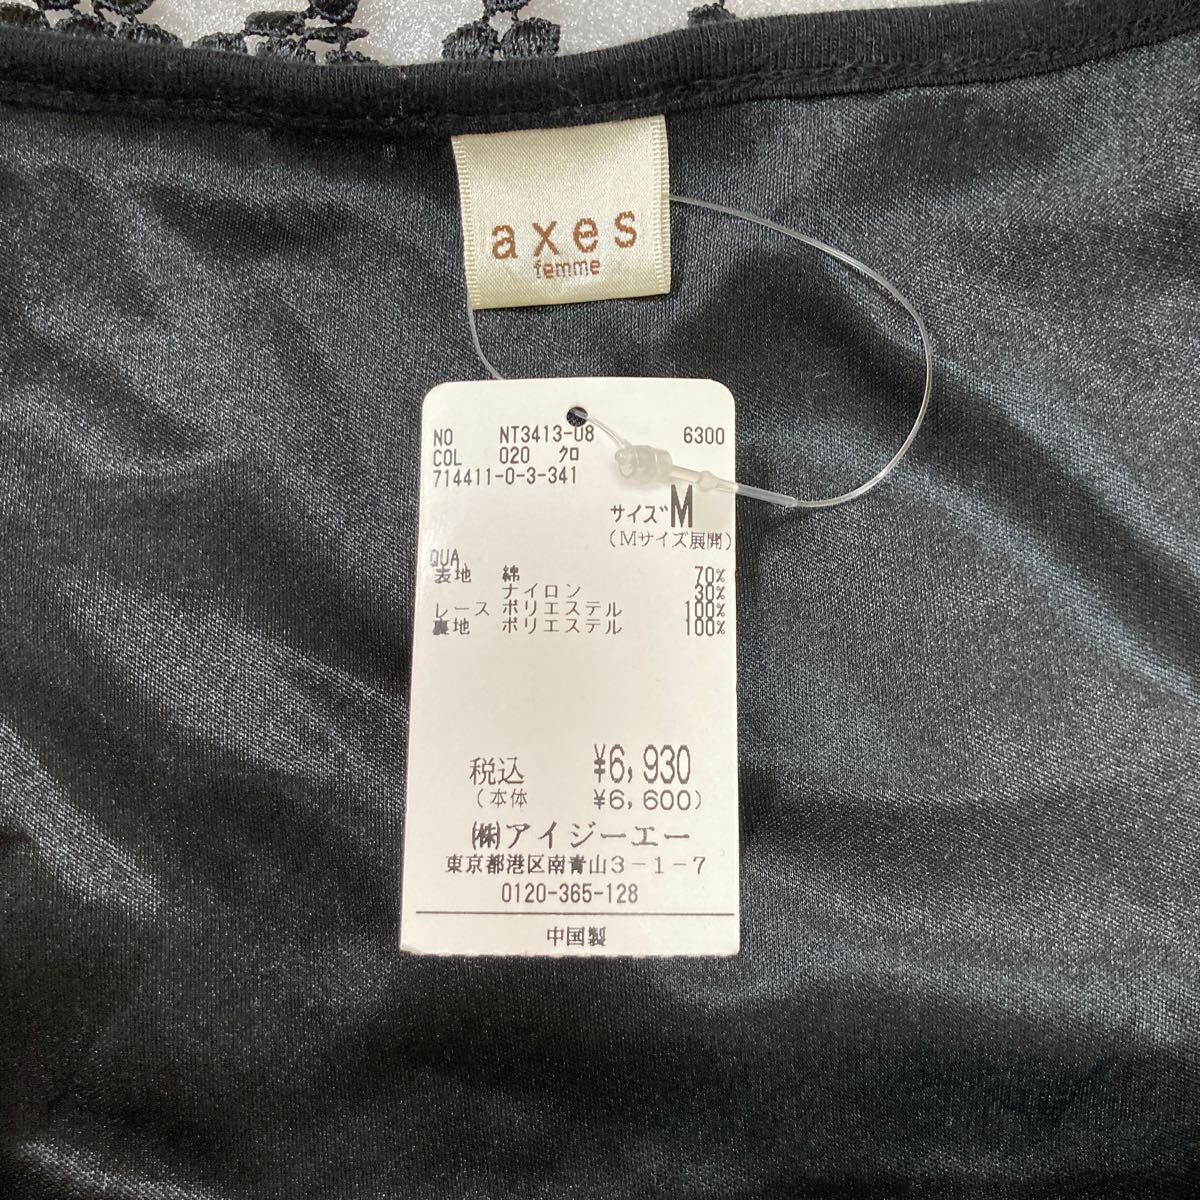 axes
femme
NO NT3413-08 6300
COL 020 クロ
714411-0-3-341
サイズ M
(Mサイズ展開)
QUA
表地 綿 70%
ナイロン 30%
レース ポリエステル 100%
裏地 ポリエステル 100%
税込 ¥6,930
(本体 ¥6,600)
㈱アイジーエー
東京都港区南青山3-1-7
0120-365-128
中国製